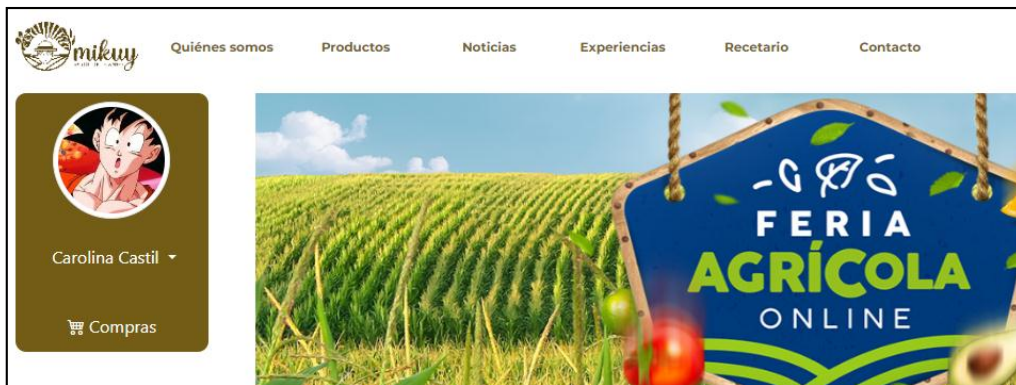 mikuy
Quiénes somos
Productos
Noticias
Experiencias
Recetario
Contacto
Carolina Castil
Compras
FERIA
AGRÍCOLA
ONLINE